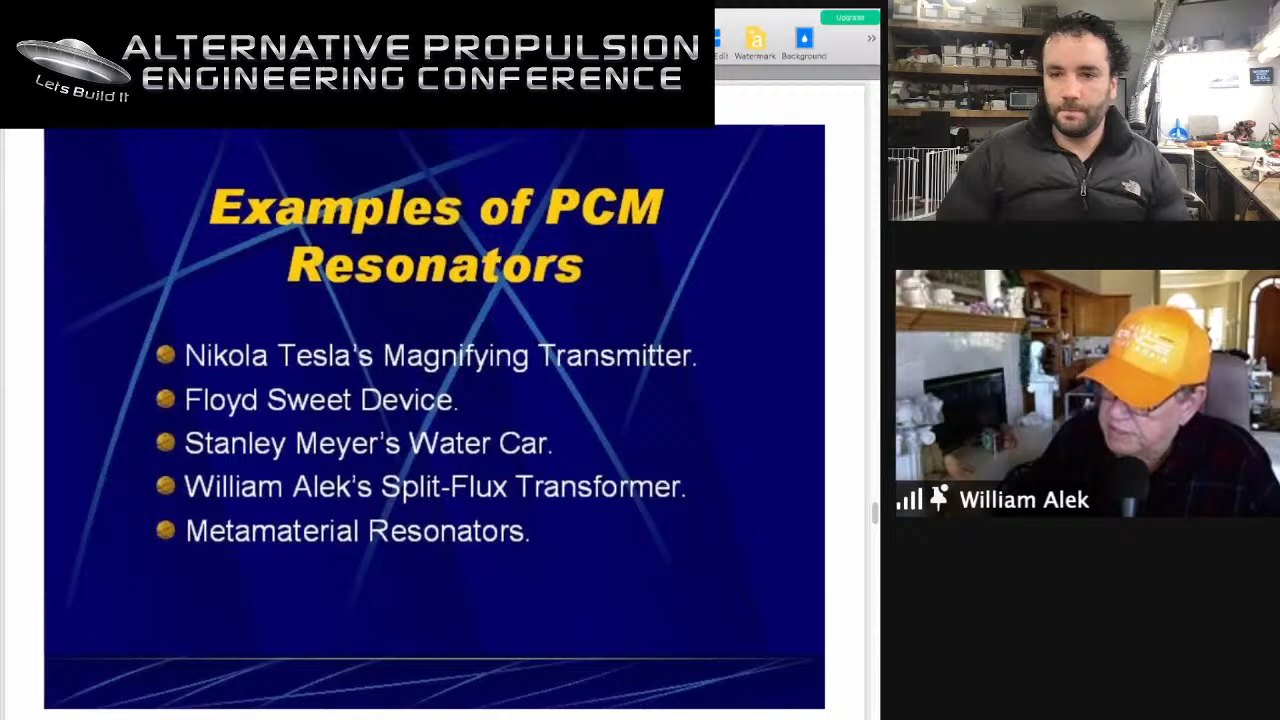 ALTERNATIVE PROPULSION
ENGINEERING CONFERENCE
Lets Build It
Upgrade
Edit Watermark Background
Examples of PCM
Resonators
Nikola Tesla's Magnifying Transmitter.
Floyd Sweet Device.
Stanley Meyer's Water Car.
William Alek's Split-Flux Transformer.
Metamaterial Resonators.
William Alek